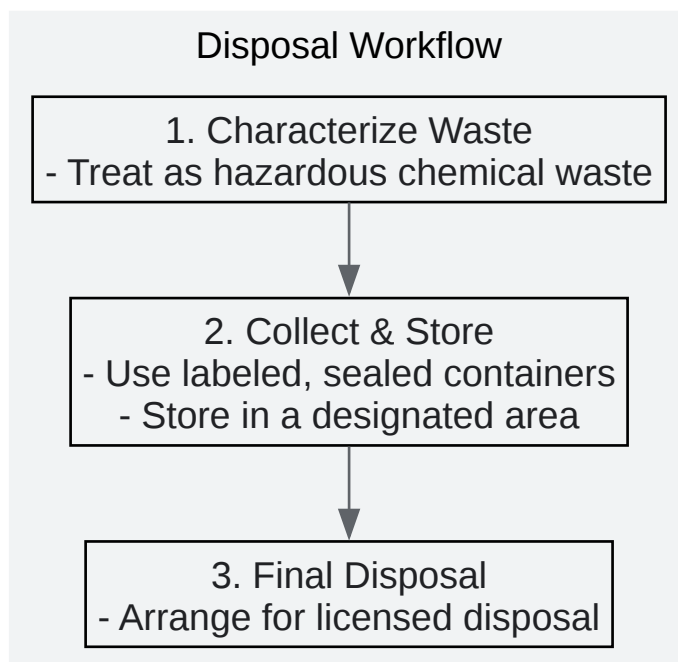 Disposal Workflow
1. Characterize Waste
- Treat as hazardous chemical waste
2. Collect & Store
- Use labeled, sealed containers
- Store in a designated area
3. Final Disposal
- Arrange for licensed disposal